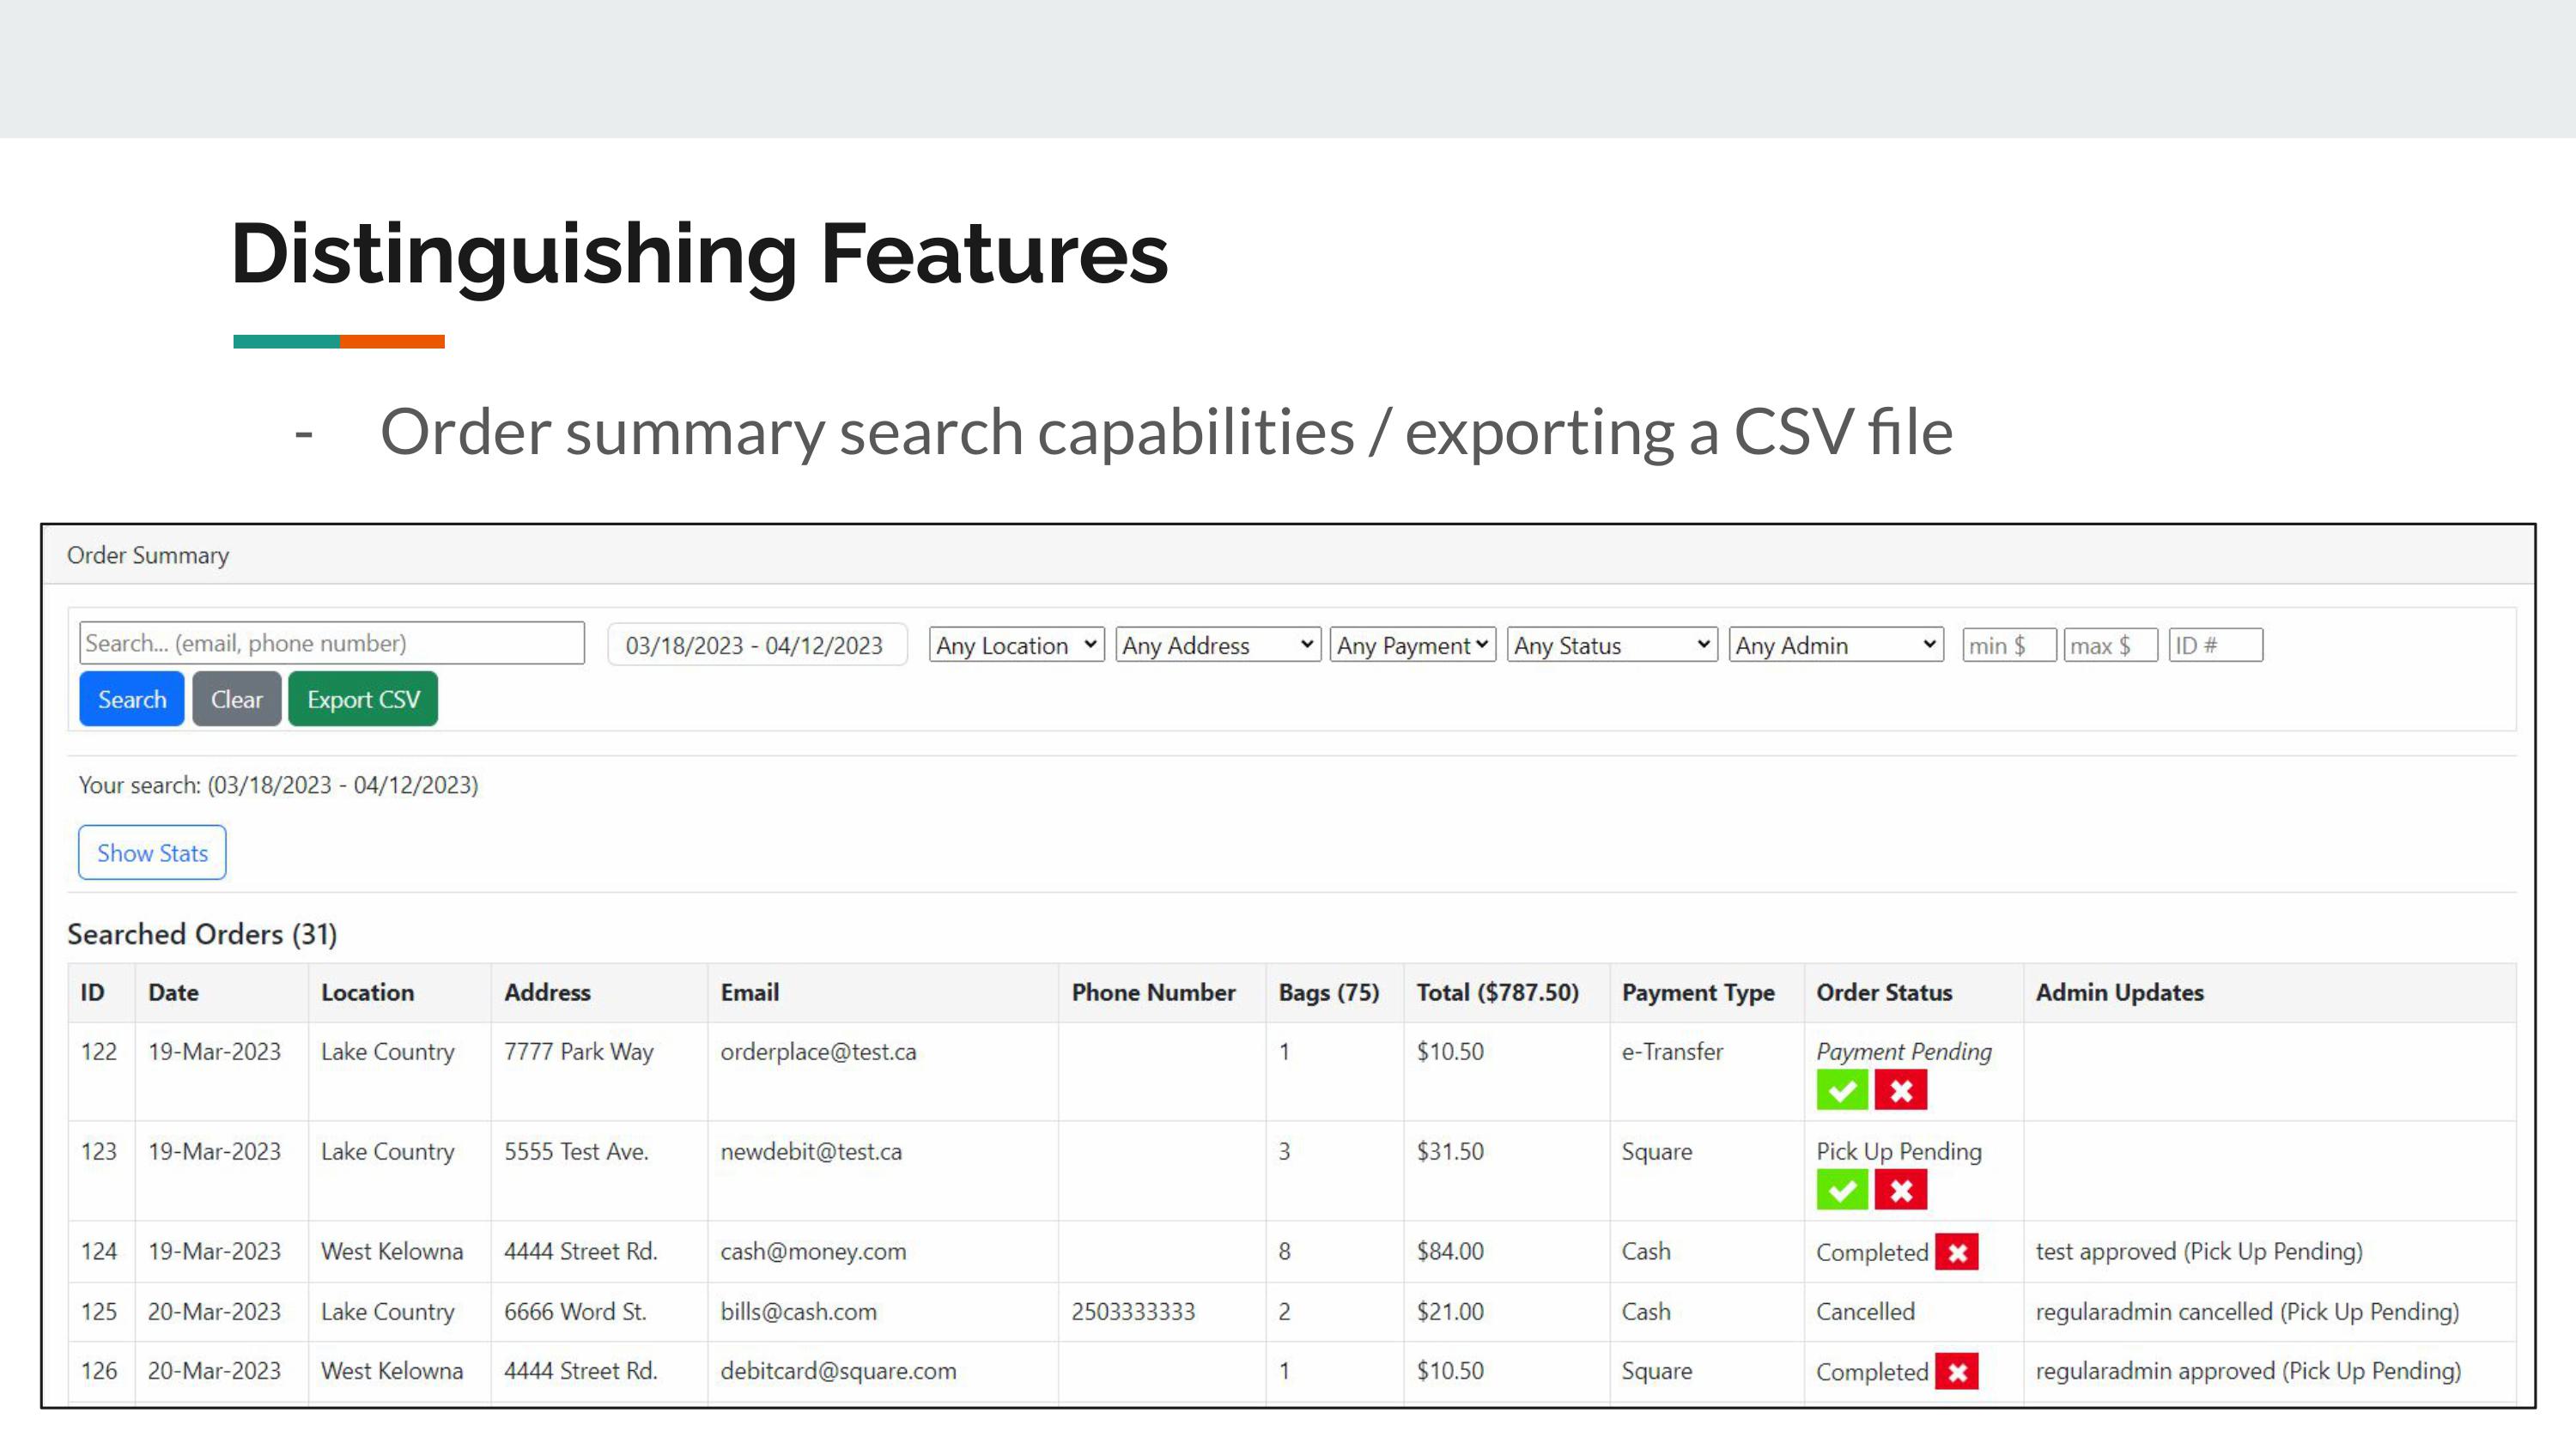 Distinguishing Features
- Order summary search capabilities / exporting a CSV file
Order Summary
Search... (email, phone number) 03/18/2023 - 04/12/2023 Any Location Any Address Any Payment Any Status Any Admin min $ max $ ID #
Search Clear Export CSV
Your search: (03/18/2023 - 04/12/2023)
Show Stats
Searched Orders (31)
ID Date Location Address Email Phone Number Bags (75) Total ($787.50) Payment Type Order Status Admin Updates
122 19-Mar-2023 Lake Country 7777 Park Way orderplace@test.ca 1 $10.50 e-Transfer Payment Pending
123 19-Mar-2023 Lake Country 5555 Test Ave. newdebit@test.ca 3 $31.50 Square Pick Up Pending
124 19-Mar-2023 West Kelowna 4444 Street Rd. cash@money.com 8 $84.00 Cash Completed test approved (Pick Up Pending)
125 20-Mar-2023 Lake Country 6666 Word St. bills@cash.com 2503333333 2 $21.00 Cash Cancelled regularadmin cancelled (Pick Up Pending)
126 20-Mar-2023 West Kelowna 4444 Street Rd. debitcard@square.com 1 $10.50 Square Completed regularadmin approved (Pick Up Pending)